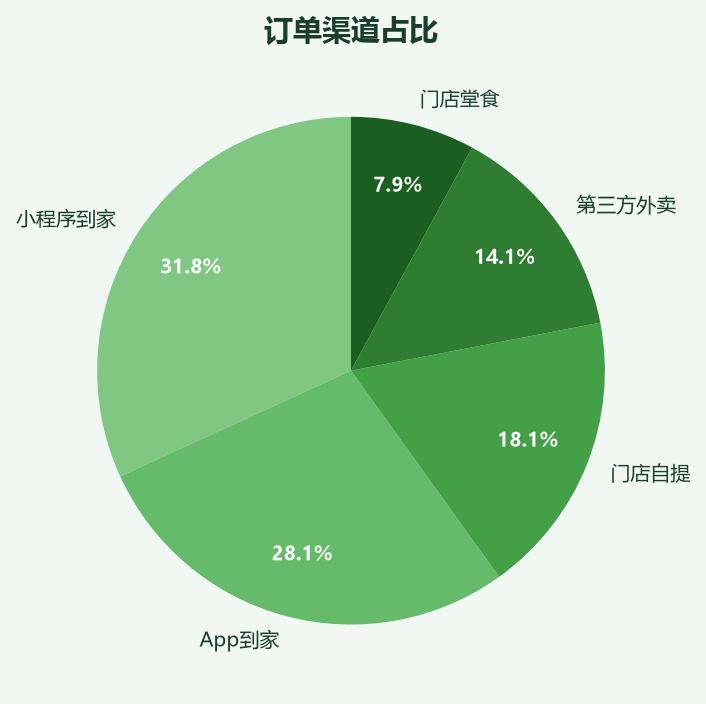 订单渠道占比
门店堂食
7.9%
第三方外卖
14.1%
小程序到家
31.8%
18.1%
门店自提
28.1%
App到家